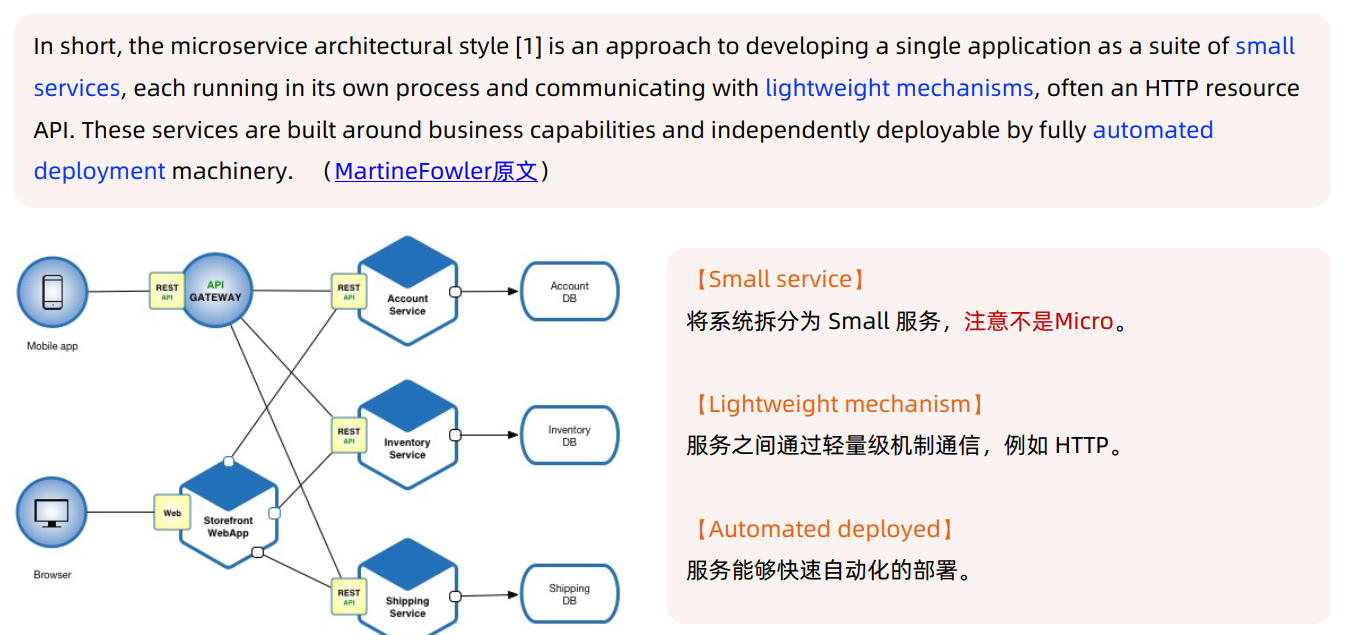 In short, the microservice architectural style [1] is an approach to developing a single application as a suite of small
services, each running in its own process and communicating with lightweight mechanisms, often an HTTP resource
API. These services are built around business capabilities and independently deployable by fully automated
deployment machinery. （MartineFowler原文）
Mobile app
REST
API
API
GATEWAY
REST
API
Account
Service
Account
DB
REST
API
Inventory
Service
Inventory
DB
Browser
Web
Storefront
WebApp
REST
API
Shipping
Service
Shipping
DB
【Small service】
将系统拆分为 Small 服务，注意不是Micro。
【Lightweight mechanism】
服务之间通过轻量级机制通信，例如 HTTP。
【Automated deployed】
服务能够快速自动化的部署。